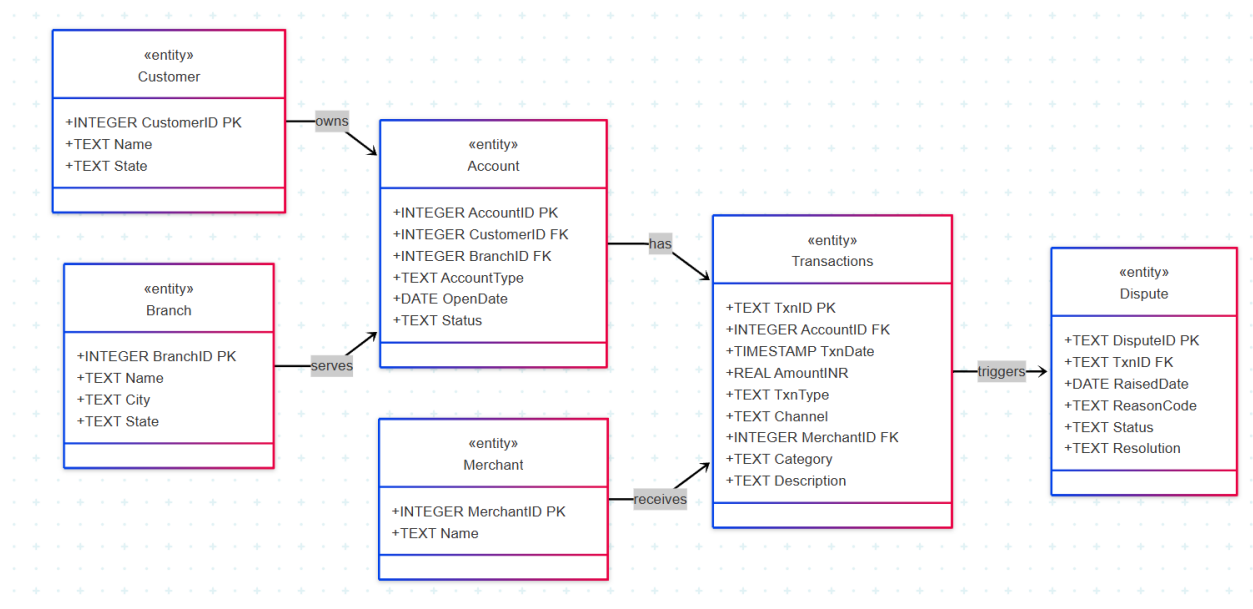 «entity»
Customer
+INTEGER CustomerID PK
+TEXT Name
+TEXT State
owns
«entity»
Branch
+INTEGER BranchID PK
+TEXT Name
+TEXT City
+TEXT State
serves
«entity»
Account
+INTEGER AccountID PK
+INTEGER CustomerID FK
+INTEGER BranchID FK
+TEXT AccountType
+DATE OpenDate
+TEXT Status
has
«entity»
Merchant
+INTEGER MerchantID PK
+TEXT Name
receives
«entity»
Transactions
+TEXT TxnID PK
+INTEGER AccountID FK
+TIMESTAMP TxnDate
+REAL AmountINR
+TEXT TxnType
+TEXT Channel
+INTEGER MerchantID FK
+TEXT Category
+TEXT Description
triggers
«entity»
Dispute
+TEXT DisputeID PK
+TEXT TxnID FK
+DATE RaisedDate
+TEXT ReasonCode
+TEXT Status
+TEXT Resolution